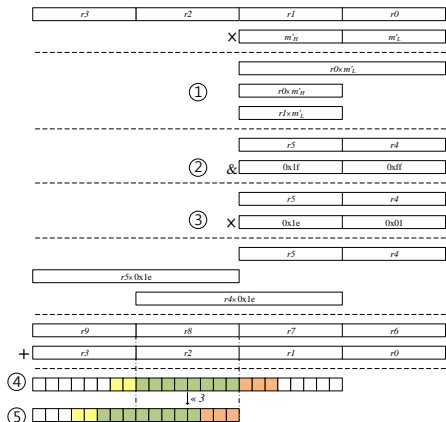 r3 r2 r1 r0
× m'H m'L
r0×m'L
① r0×m'H
r1×m'L
r5 r4
② & 0x1f 0xff
r5 r4
③ × 0x1e 0x01
r5 r4
r5×0x1e
r4×0x1e
r9 r8 r7 r6
+ r3 r2 r1 r0
④
« 3
⑤